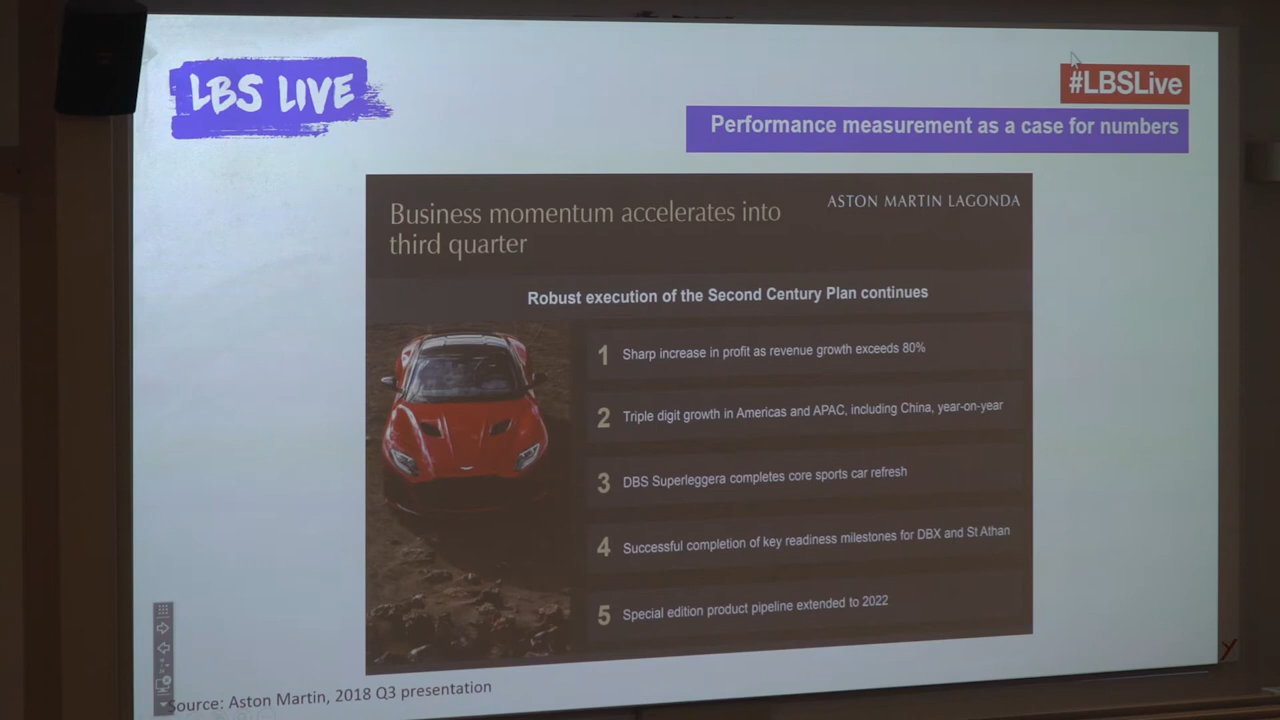 LBS LIVE
#LBSLive
Performance measurement as a case for numbers
Business momentum accelerates into
third quarter
ASTON MARTIN LAGONDA
Robust execution of the Second Century Plan continues
1 Sharp increase in profit as revenue growth exceeds 80%
2 Triple digit growth in Americas and APAC, including China, year-on-year
3 DBS Superleggera completes core sports car refresh
4 Successful completion of key readiness milestones for DBX and St Athan
5 Special edition product pipeline extended to 2022
Source: Aston Martin, 2018 Q3 presentation